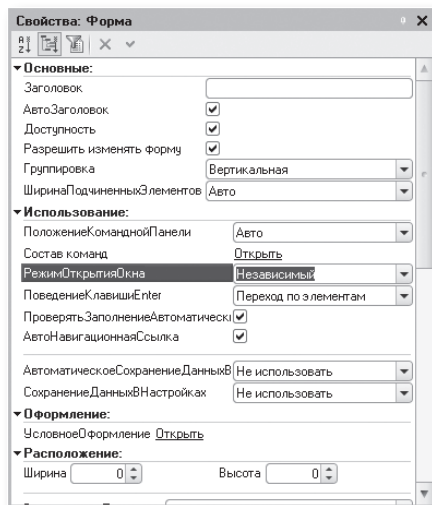 Свойства: Форма
Основные:
Заголовок
АвтоЗаголовок
Доступность
Разрешить изменять форму
Группировка Вертикальная
ШиринаПодчиненныхЭлементов Авто
Использование:
ПоложениеКоманднойПанели Авто
Состав команд Открыть
РежимОткрытияОкна Независимый
ПоведениеКлавишиEnter Переход по элементам
ПроверятьЗаполнениеАвтоматическ
АвтоНавигационнаяСсылка
АвтоматическоеСохранениеДанныхВ Не использовать
СохранениеДанныхВНастройках Не использовать
Оформление:
УсловноеОформление Открыть
Расположение:
Ширина 0 Высота 0